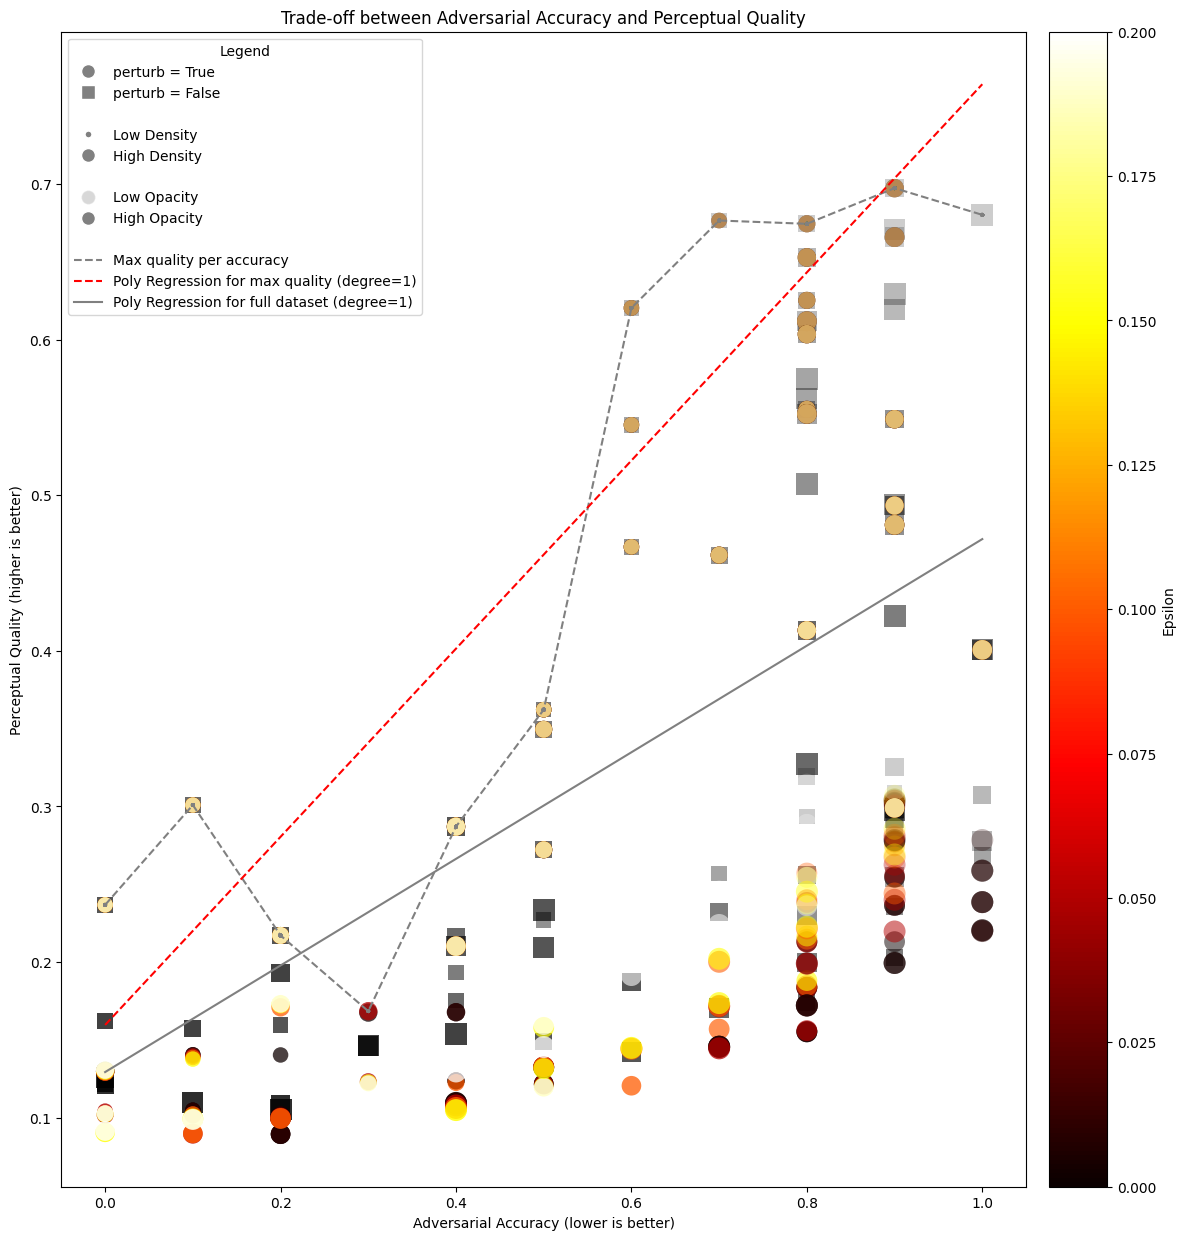 Trade-off between Adversarial Accuracy and Perceptual Quality
Legend
perturb = True
perturb = False
Low Density
High Density
Low Opacity
High Opacity
Max quality per accuracy
Poly Regression for max quality (degree=1)
Poly Regression for full dataset (degree=1)
Perceptual Quality (higher is better)
0.7
0.6
0.5
0.4
0.3
0.2
0.1
0.0
0.2
0.4
0.6
0.8
1.0
Adversarial Accuracy (lower is better)
0.200
0.175
0.150
0.125
0.100
0.075
0.050
0.025
0.000
Epsilon